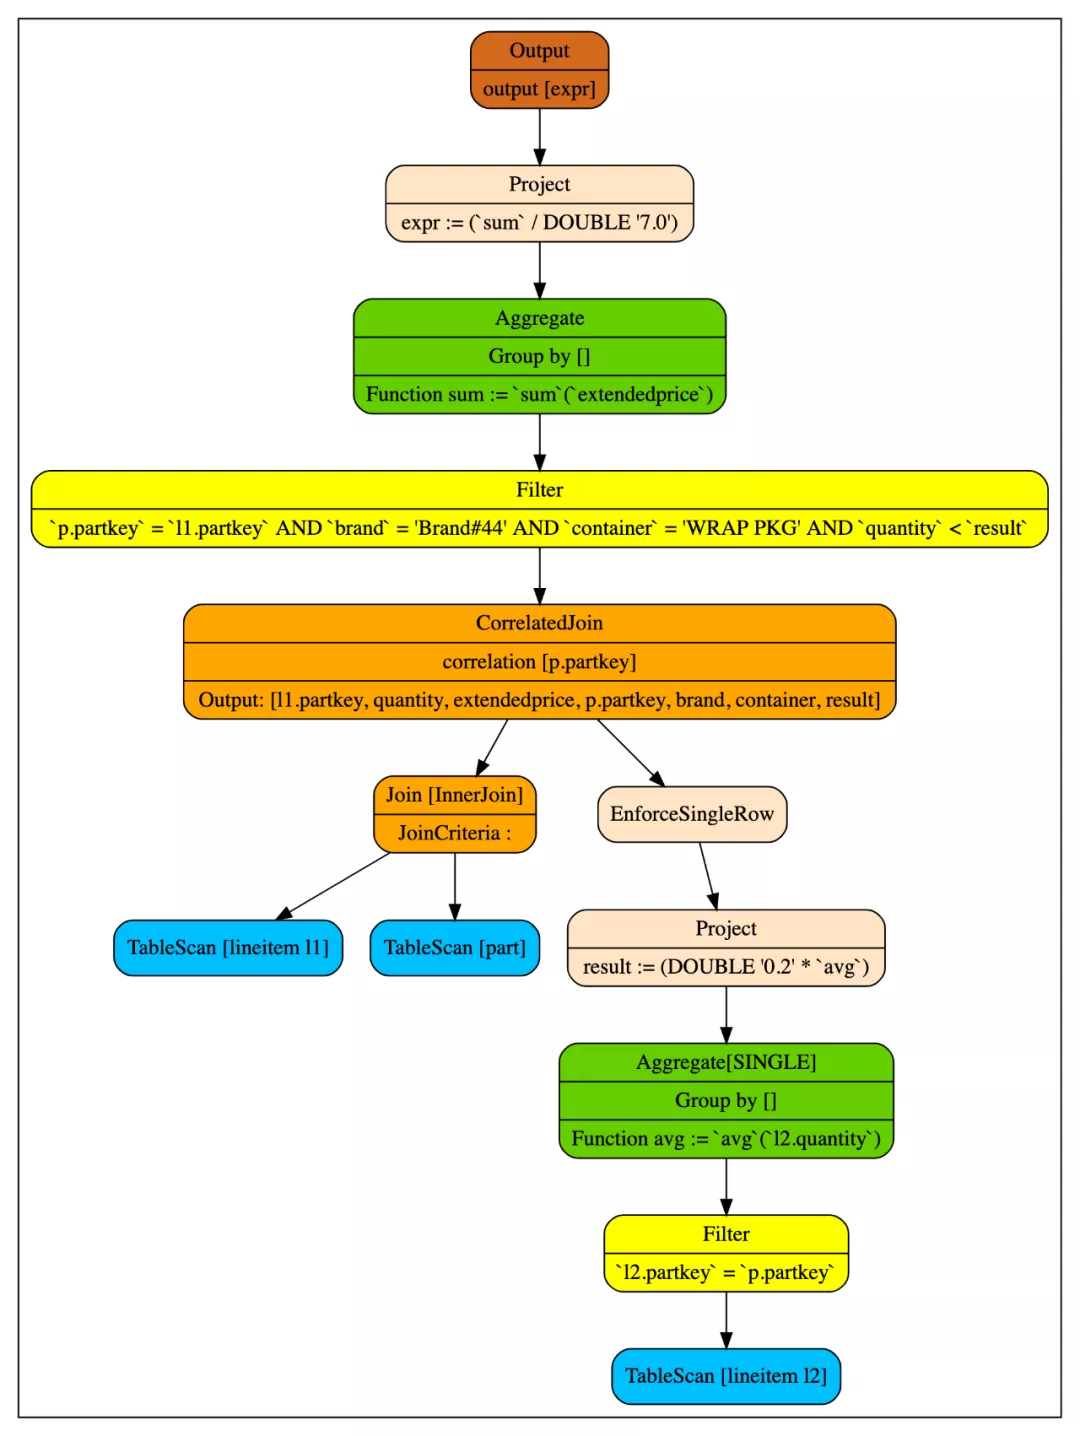 Output
output [expr]
Project
expr := (`sum` / DOUBLE '7.0')
Aggregate
Group by []
Function sum := `sum`(`extendedprice`)
Filter
`p.partkey` = `l1.partkey` AND `brand` = 'Brand#44' AND `container` = 'WRAP PKG' AND `quantity` < `result`
CorrelatedJoin
correlation [p.partkey]
Output: [l1.partkey, quantity, extendedprice, p.partkey, brand, container, result]
Join [InnerJoin]
JoinCriteria :
EnforceSingleRow
TableScan [lineitem l1]
TableScan [part]
Project
result := (DOUBLE '0.2' * `avg`)
Aggregate[SINGLE]
Group by []
Function avg := `avg`(`l2.quantity`)
Filter
`l2.partkey` = `p.partkey`
TableScan [lineitem l2]